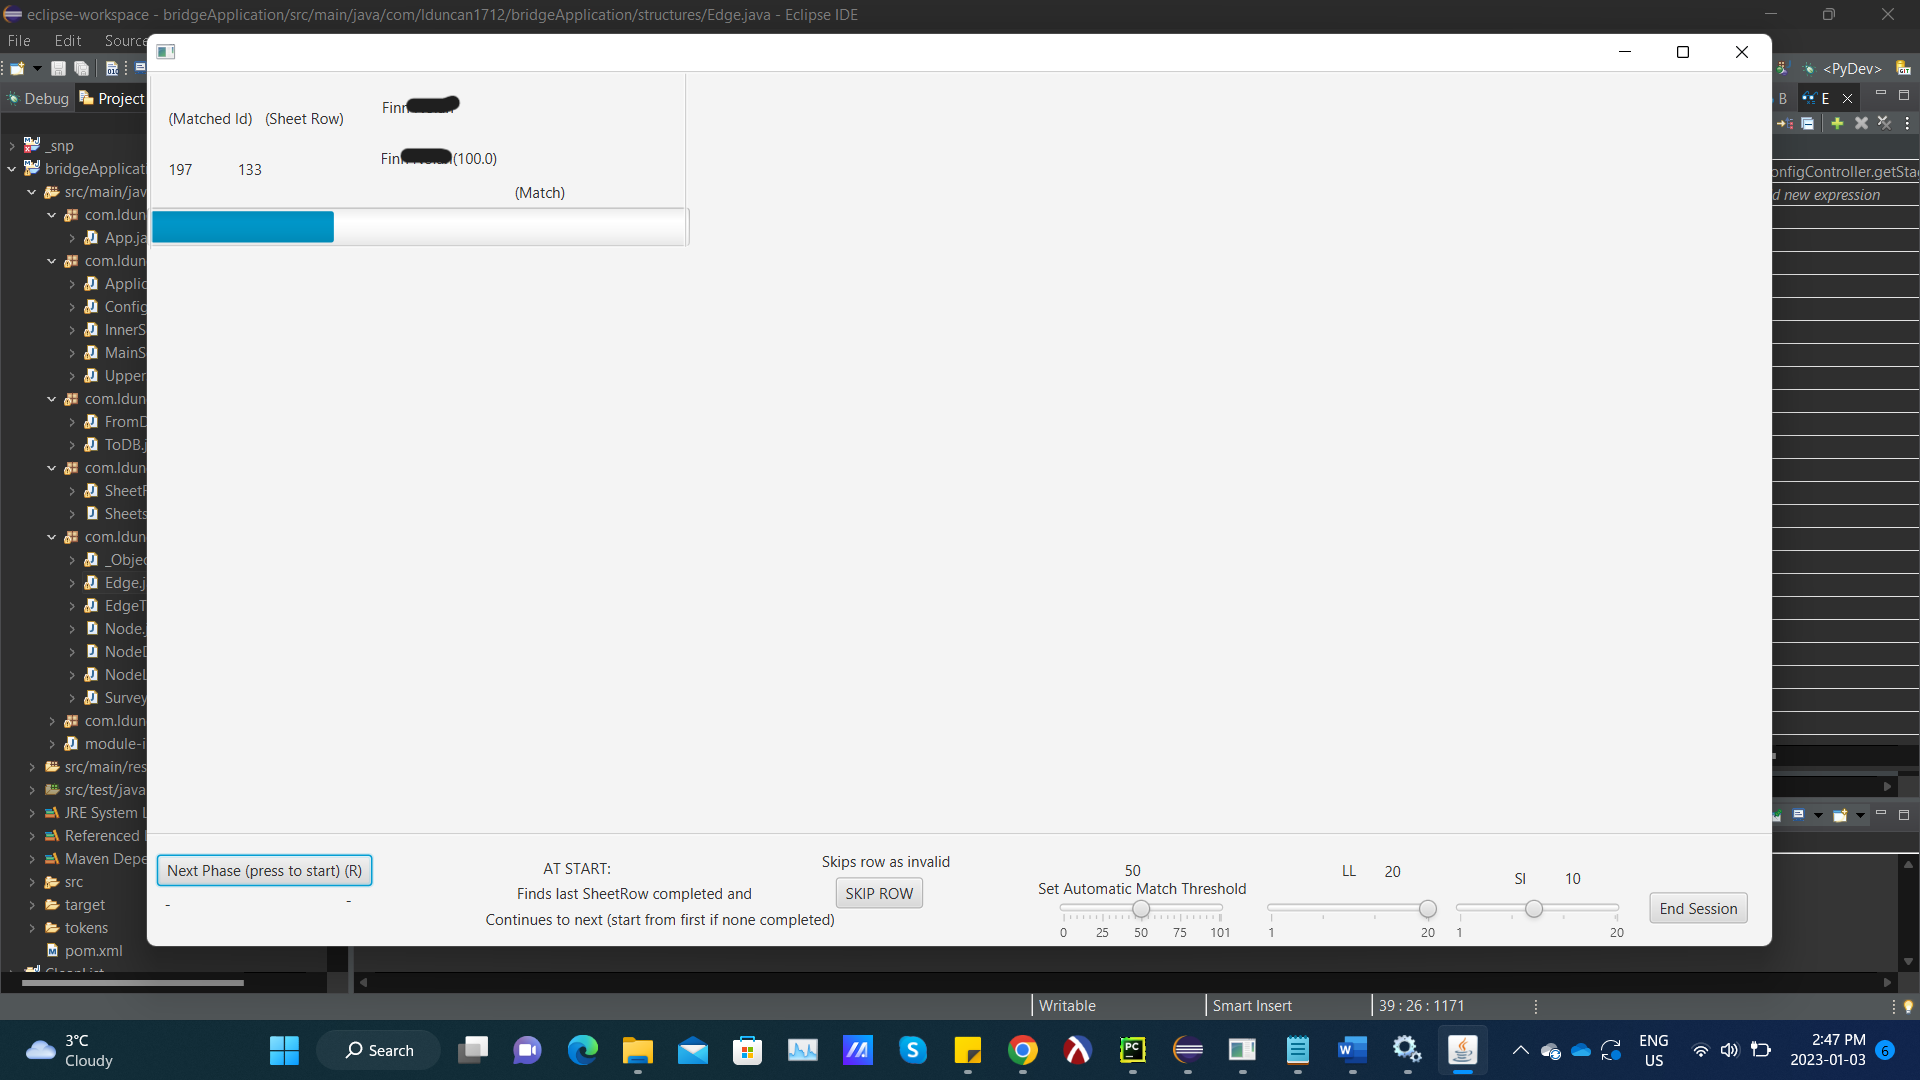 eclipse-workspace - bridgeApplication/src/main/java/com/lduncan1712/bridgeApplication/structures/Edge.java - Eclipse IDE
File Edit Source
<PyDev>
Debug Project
B E
_snp
bridgeApplicati
src/main/jav
com.ldun
App.ja
com.ldun
Applic
Config
InnerS
MainS
Upper
com.ldun
FromD
ToDB.j
com.ldun
SheetF
Sheets
com.ldun
_Objec
Edge.j
EdgeT
Node.j
NodeD
NodeL
Survey
com.ldun
module-i
src/main/res
src/test/java
JRE System L
Referenced
Maven Depe
src
target
tokens
pom.xml
onfigController.getSta
d new expression
(Matched Id) (Sheet Row)
Finn
197 133
Finn (100.0)
(Match)
Next Phase (press to start) (R)
- -
AT START:
Finds last SheetRow completed and
Continues to next (start from first if none completed)
Skips row as invalid
SKIP ROW
50
Set Automatic Match Threshold
0 25 50 75 101
LL 20
1 20
SI 10
1 20
End Session
Writable Smart Insert 39 : 26 : 1171
3°C
Cloudy
Search
ENG
US
2:47 PM
2023-01-03
6